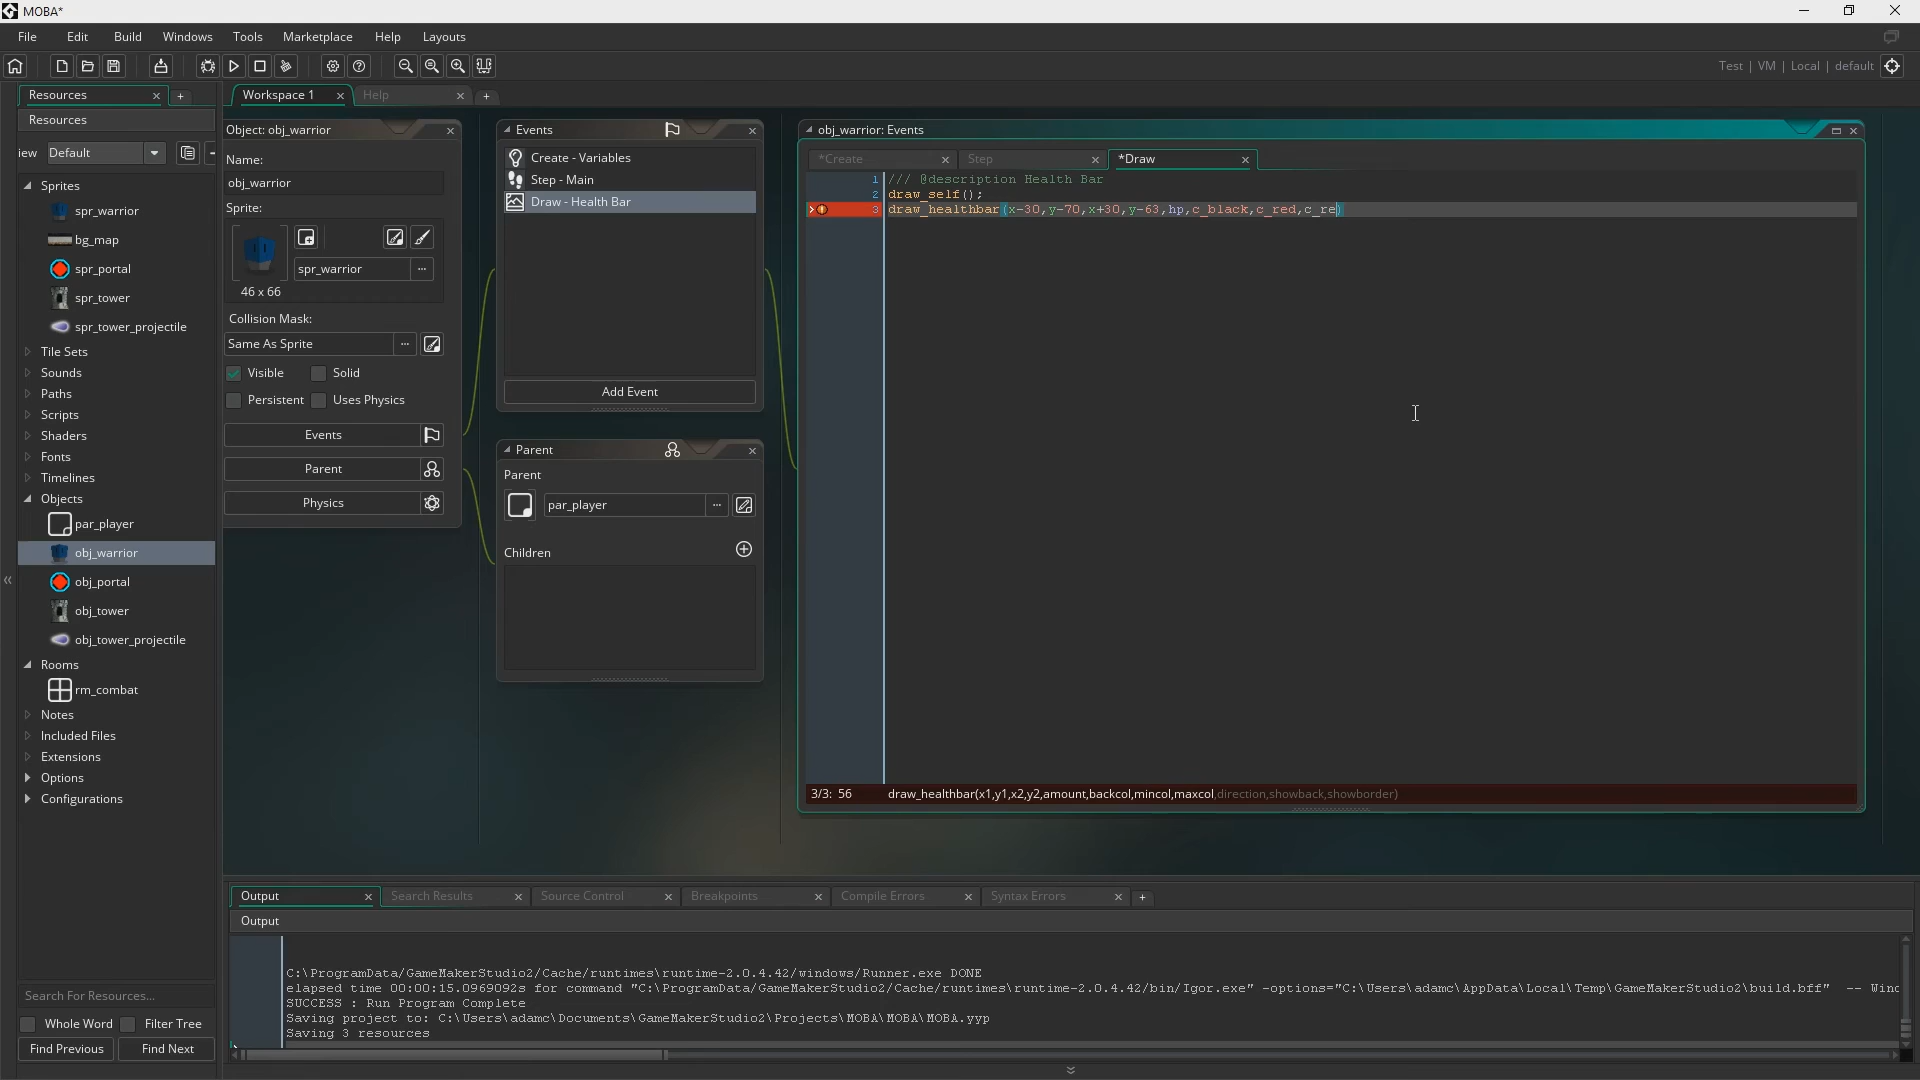 MOBA*
File Edit Build Windows Tools Marketplace Help Layouts
Test | VM | Local | default
Resources
Resources
iew Default
Sprites
spr_warrior
bg_map
spr_portal
spr_tower
spr_tower_projectile
Tile Sets
Sounds
Paths
Scripts
Shaders
Fonts
Timelines
Objects
par_player
obj_warrior
obj_portal
obj_tower
obj_tower_projectile
Rooms
rm_combat
Notes
Included Files
Extensions
Options
Configurations
Search For Resources...
Whole Word Filter Tree
Find Previous Find Next
Workspace 1 Help
Object: obj_warrior
Name:
obj_warrior
Sprite:
spr_warrior
46 x 66
Collision Mask:
Same As Sprite
Visible Solid
Persistent Uses Physics
Events
Parent
Physics
Events
Create - Variables
Step - Main
Draw - Health Bar
Add Event
Parent
Parent
par_player
Children
obj_warrior: Events
*Create Step *Draw
1 /// @description Health Bar
2 draw_self();
3 draw_healthbar(x-30,y-70,x+30,y-63,hp,c_black,c_red,c_re)
3/3: 56 draw_healthbar(x1,y1,x2,y2,amount,backcol,mincol,maxcol,direction,showback,showborder)
Output Search Results Source Control Breakpoints Compile Errors Syntax Errors
Output
C:\ProgramData/GameMakerStudio2/Cache/runtimes\runtime-2.0.4.42/windows/Runner.exe DONE
elapsed time 00:00:15.0969092s for command "C:\ProgramData/GameMakerStudio2/Cache/runtimes\runtime-2.0.4.42/bin/Igor.exe" -options="C:\Users\adamc\AppData\Local\Temp\GameMakerStudio2\build.bff" -- Winc
SUCCESS : Run Program Complete
Saving project to: C:\Users\adamc\Documents\GameMakerStudio2\Projects\MOBA\MOBA\MOBA.yyp
Saving 3 resources